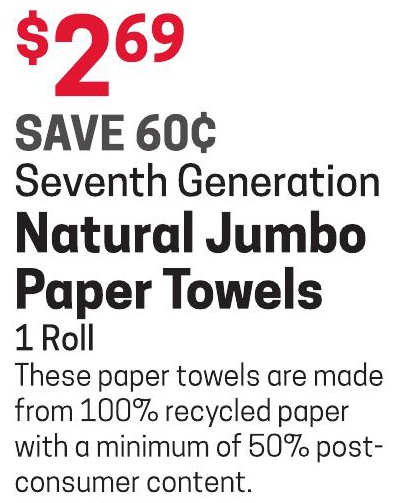 $2.69
SAVE 60¢
Seventh Generation
Natural Jumbo
Paper Towels
1 Roll
These paper towels are made
from 100% recycled paper
with a minimum of 50% post-
consumer content.